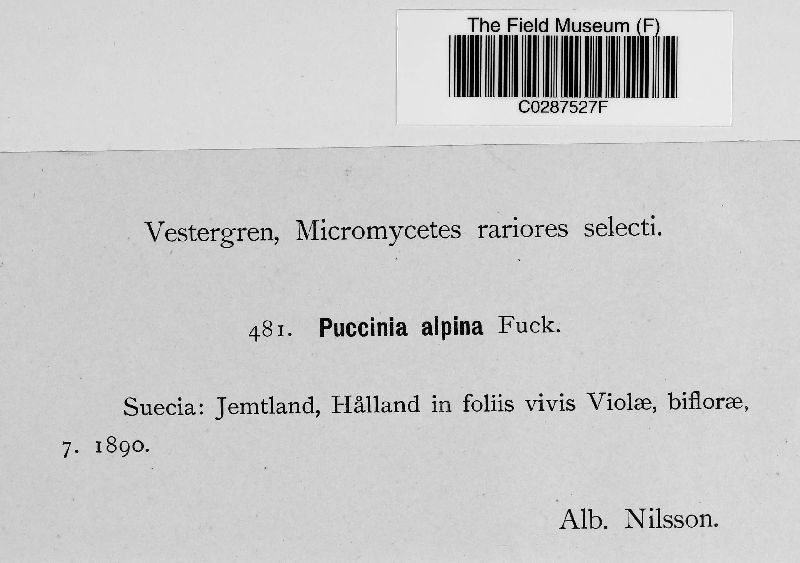 The Field Museum (F)
C0287527F
Vestergren, Micromycetes rariores selecti.
481. Puccinia alpina Fuck.
Suecia: Jemtland, Hålland in foliis vivis Violæ, bifloræ,
7. 1890.
Alb. Nilsson.